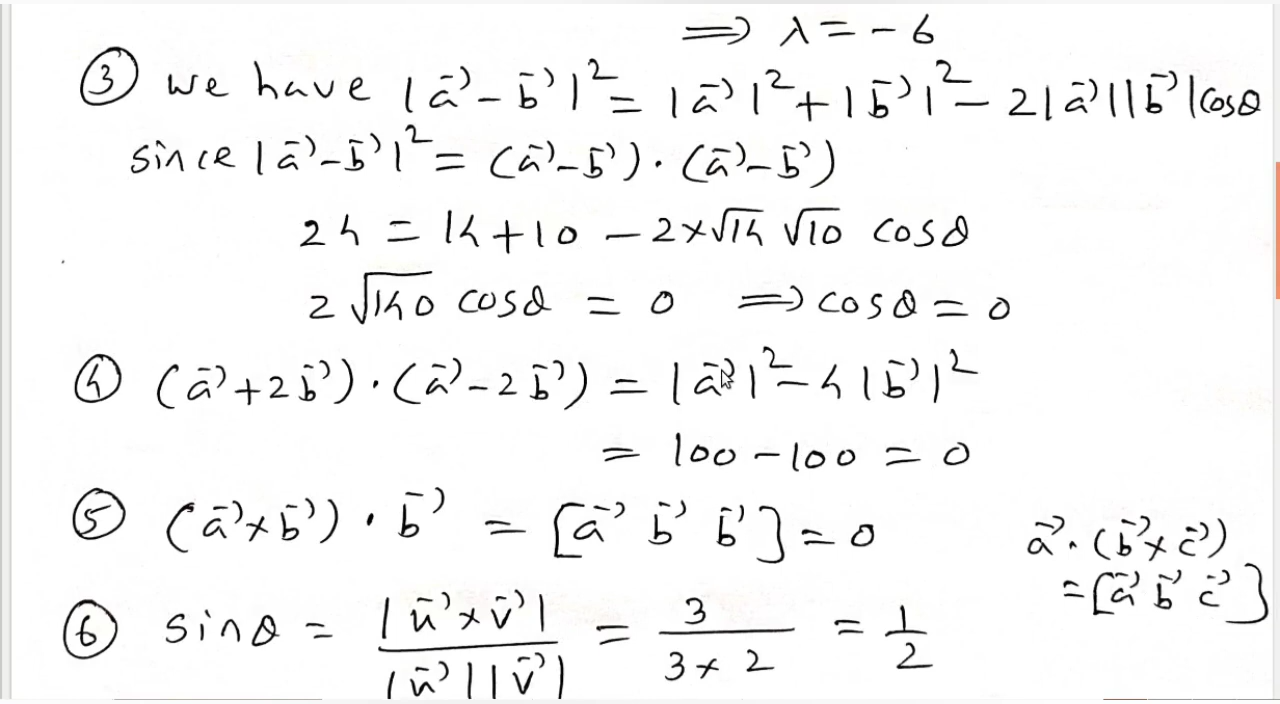 ⟹ λ = -6
③ we have |a⃗ - b⃗|² = |a⃗|² + |b⃗|² - 2|a⃗||b⃗|cosθ
since |a⃗ - b⃗|² = (a⃗ - b⃗) · (a⃗ - b⃗)
24 = 14 + 10 - 2×√14 √10 cosθ
2√140 cosθ = 0 ⟹ cosθ = 0
④ (a⃗ + 2b⃗) · (a⃗ - 2b⃗) = |a⃗|² - 4|b⃗|²
= 100 - 100 = 0
⑤ (a⃗ × b⃗) · b⃗ = [a⃗ b⃗ b⃗] = 0
a⃗ · (b⃗ × c⃗)
= [a⃗ b⃗ c⃗]
⑥ sinθ = |u⃗ × v⃗| / |u⃗||v⃗| = 3 / 3×2 = 1/2